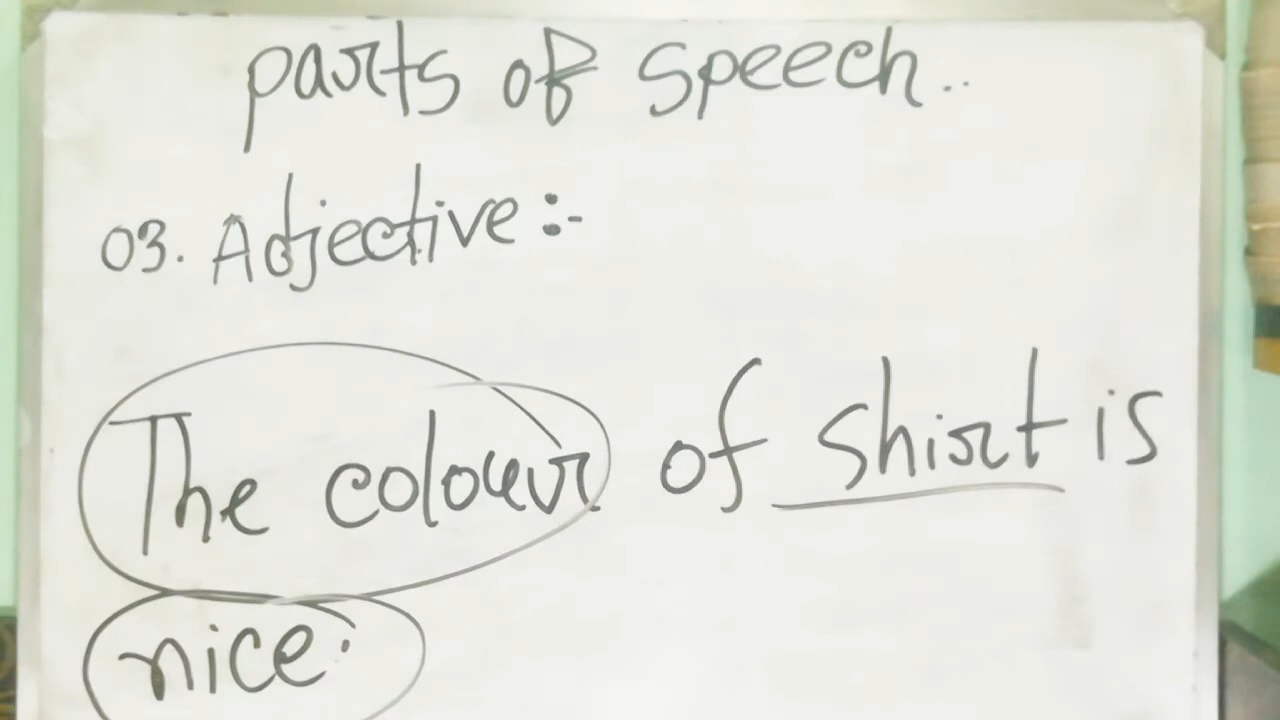 parts of speech..
03. Adjective :-
The colour of shirt is
nice.